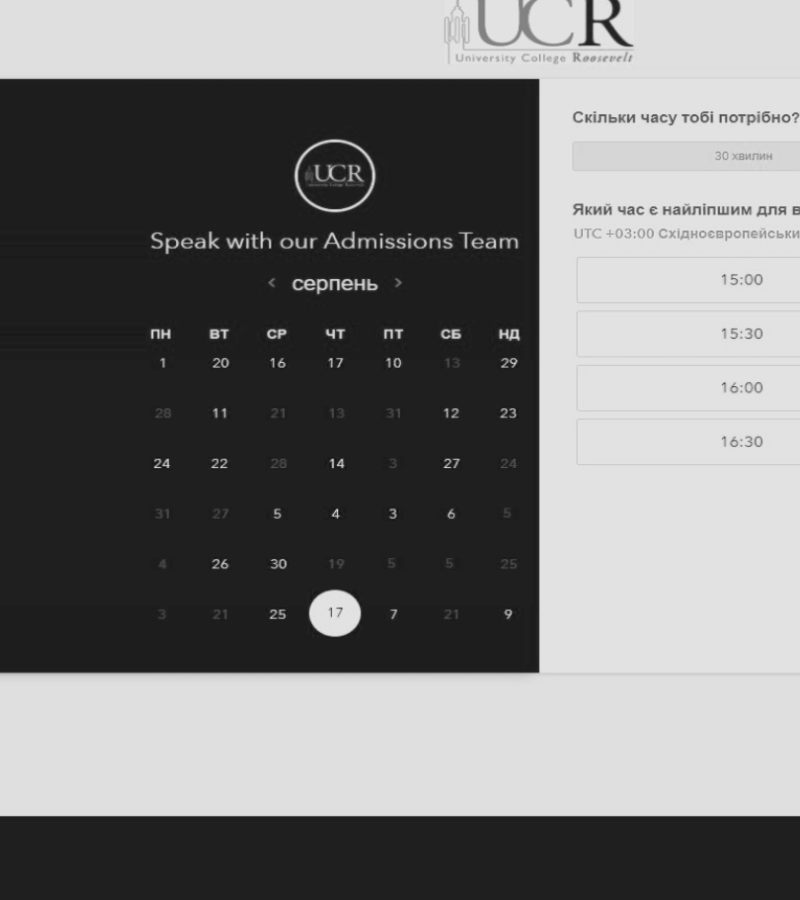 UCR
University College Roosevelt
UCR
Speak with our Admissions Team
< серпень >
ПН ВТ СР ЧТ ПТ СБ НД
1 20 16 17 10 13 29
28 11 21 13 31 12 23
24 22 28 14 3 27 24
31 27 5 4 3 6 5
4 26 30 19 5 5 25
3 21 25 17 7 21 9
Скільки часу тобі потрібно?
30 хвилин
Який час є найліпшим для в
UTC +03:00 Східноєвропейськи
15:00
15:30
16:00
16:30